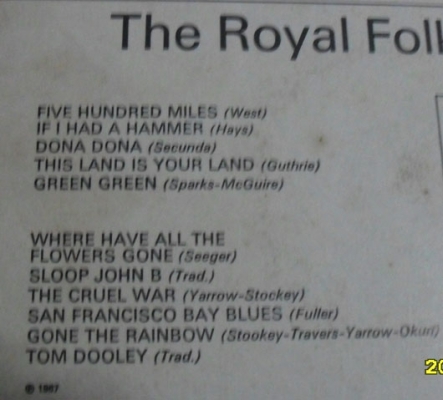 The Royal Folk
FIVE HUNDRED MILES (West)
IF I HAD A HAMMER (Hays)
DONA DONA (Secunda)
THIS LAND IS YOUR LAND (Guthrie)
GREEN GREEN (Sparks-McGuire)
WHERE HAVE ALL THE
FLOWERS GONE (Seeger)
SLOOP JOHN B (Trad.)
THE CRUEL WAR (Yarrow-Stookey)
SAN FRANCISCO BAY BLUES (Fuller)
GONE THE RAINBOW (Stookey-Travers-Yarrow-Okun)
TOM DOOLEY (Trad.)
℗ 1967
20